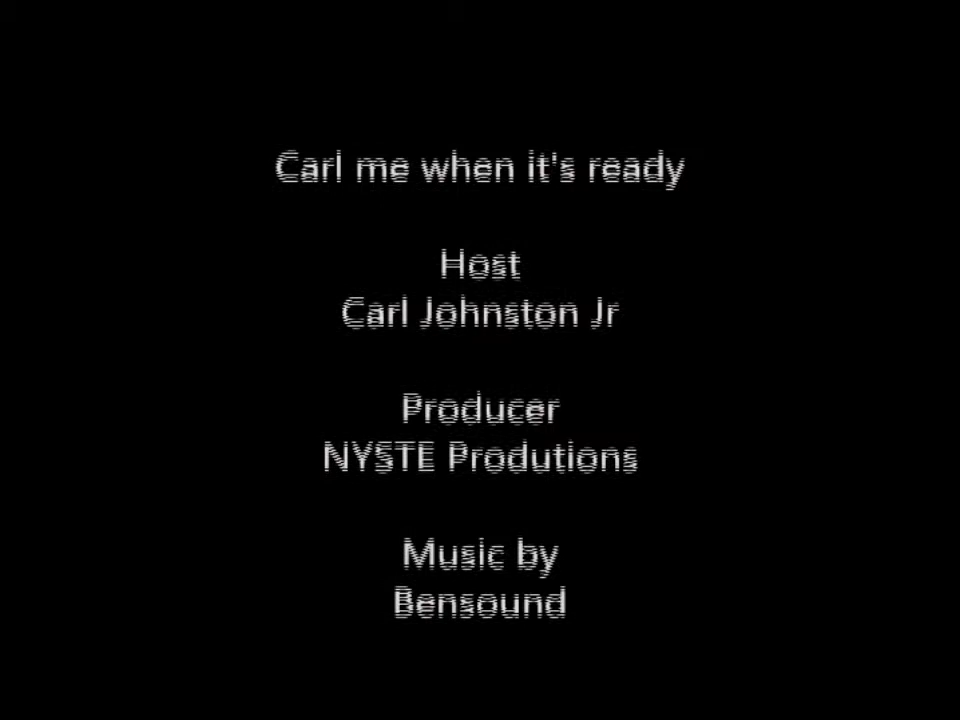 Carl me when it's ready
Host
Carl Johnston Jr
Producer
NYSTE Produtions
Music by
Bensound